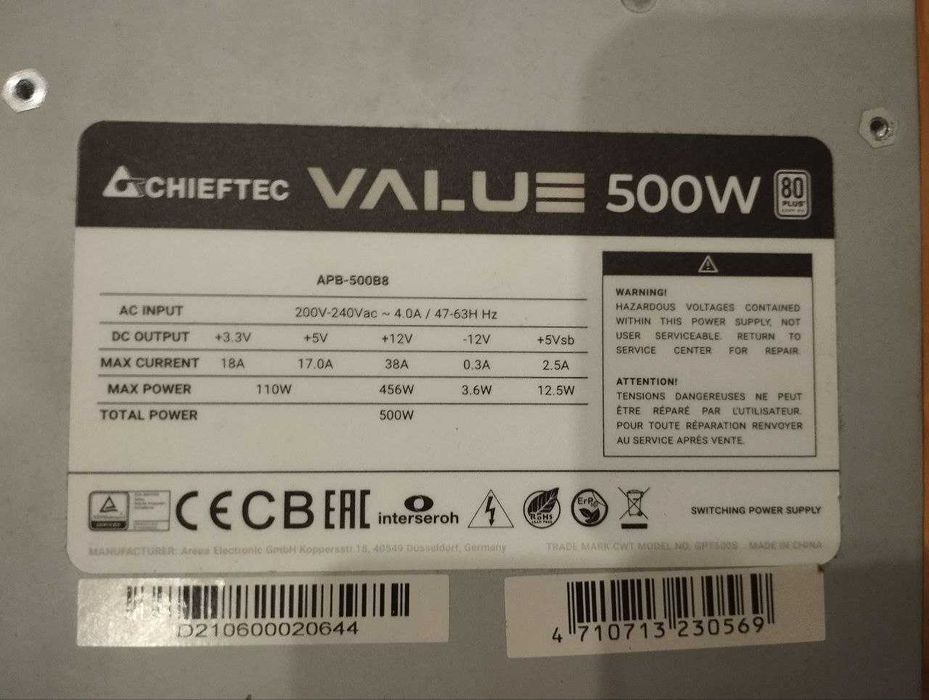 CHIEFTEC VALUE 500W 80 PLUS
APB-500B8
AC INPUT 200V-240Vac ~ 4.0A / 47-63H Hz
DC OUTPUT +3.3V +5V +12V -12V +5Vsb
MAX CURRENT 18A 17.0A 38A 0.3A 2.5A
MAX POWER 110W 456W 3.6W 12.5W
TOTAL POWER 500W
WARNING!
HAZARDOUS VOLTAGES CONTAINED
WITHIN THIS POWER SUPPLY, NOT
USER SERVICEABLE. RETURN TO
SERVICE CENTER FOR REPAIR.
ATTENTION!
TENSIONS DANGEREUSES NE PEUT
ÊTRE RÉPARÉ PAR L'UTILISATEUR.
POUR TOUTE RÉPARATION RENVOYER
AU SERVICE APRÈS VENTE.
CE CB EAC interseroh RoHS ErP SWITCHING POWER SUPPLY
MANUFACTURER: Areea Electronic GmbH Koppersstr 18, 40549 Düsseldorf, Germany TRADE MARK:CWT MODEL NO. GPT500S MADE IN CHINA
D210600020644
4 710713 230569